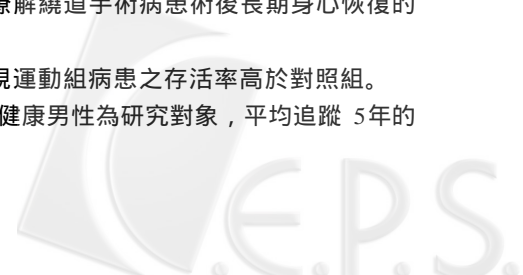 瞭解繞道手術病患術後長期身心恢復的
現運動組病患之存活率高於對照組。
健康男性為研究對象，平均追蹤 5年的
C.E.P.S.